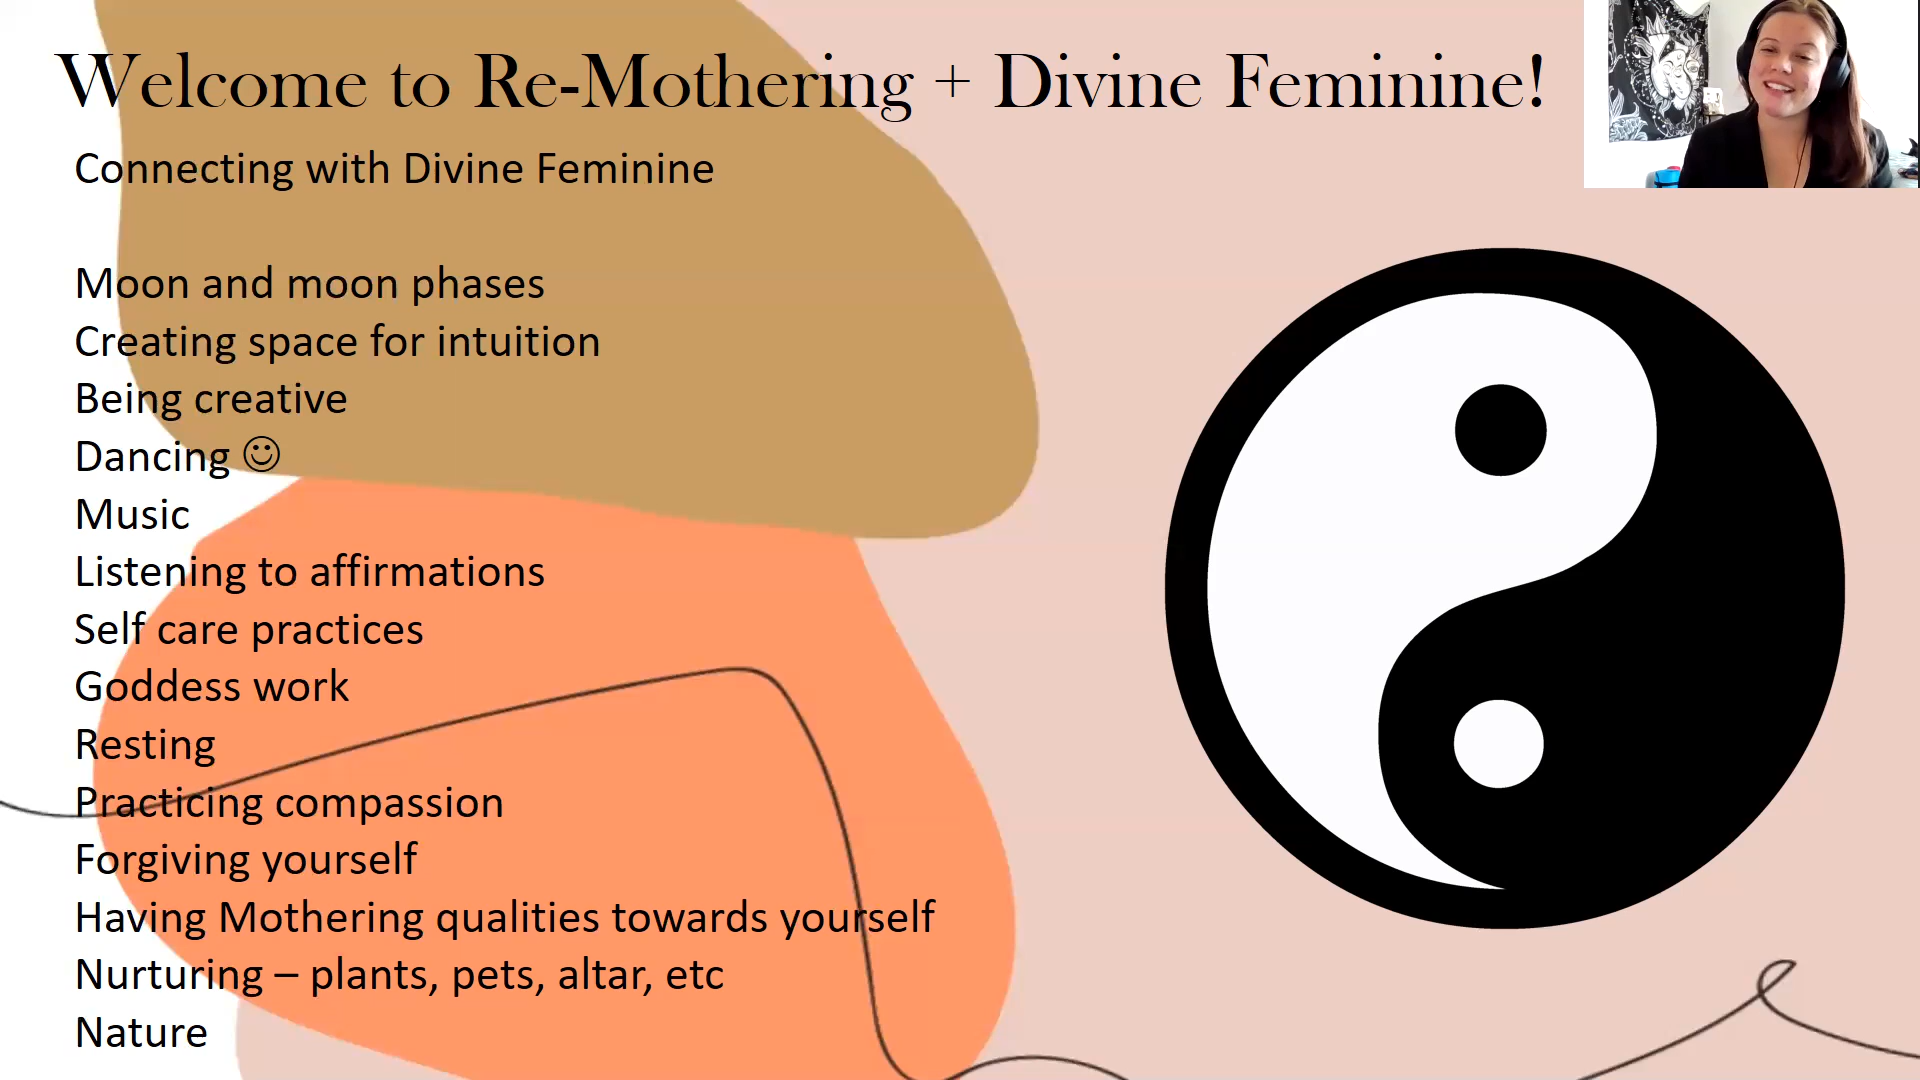 Welcome to Re-Mothering + Divine Feminine!
Connecting with Divine Feminine
Moon and moon phases
Creating space for intuition
Being creative
Dancing ☺
Music
Listening to affirmations
Self care practices
Goddess work
Resting
Practicing compassion
Forgiving yourself
Having Mothering qualities towards yourself
Nurturing – plants, pets, altar, etc
Nature